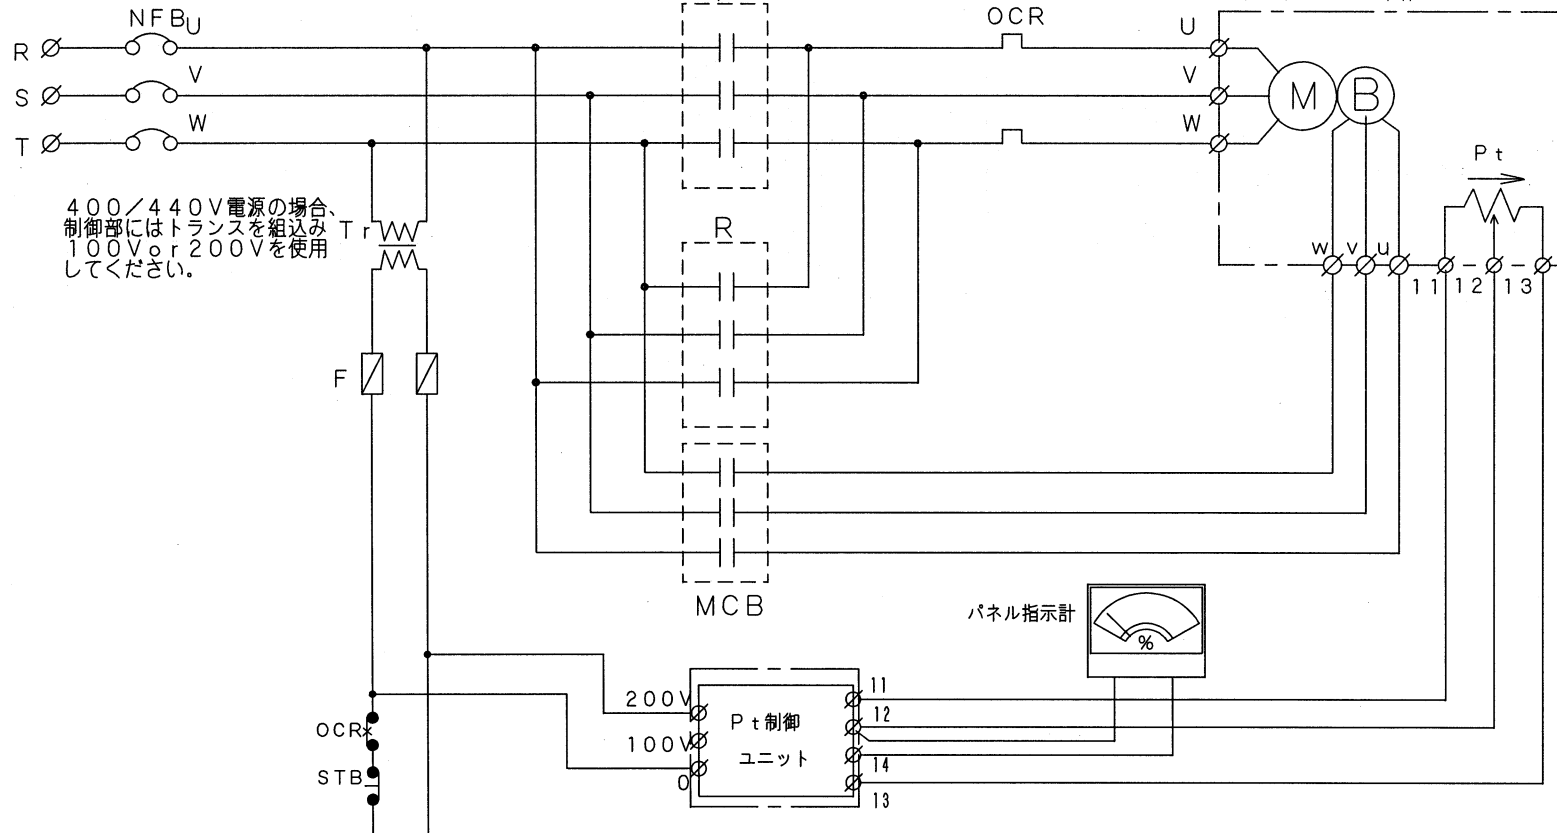 NFB
U
OCR
U
R
V
V
S
M
B
W
W
T
Pt
400/440V電源の場合、
制御部にはトランスを組込み
100Vor200Vを使用
してください。
Tr
R
w
v
u
11
12
13
F
MCB
パネル指示計
%
200V
11
Pt制御
12
OCR
100V
ユニット
14
STB
0
13